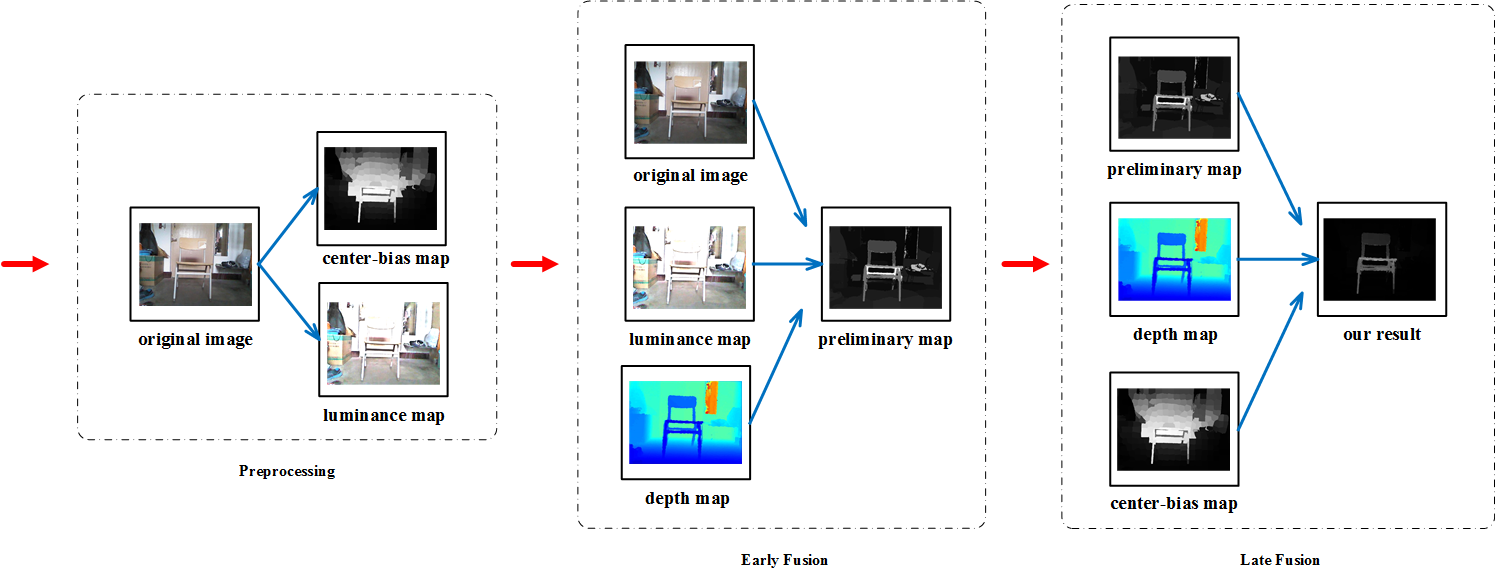 original image
center-bias map
luminance map
Preprocessing
original image
luminance map
depth map
preliminary map
Early Fusion
preliminary map
depth map
center-bias map
our result
Late Fusion